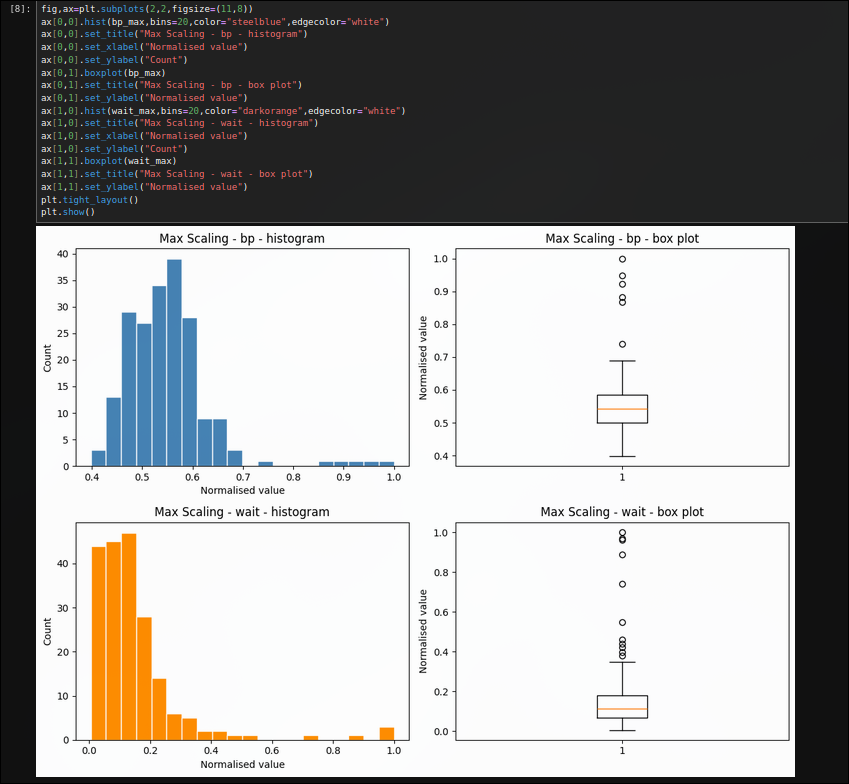 [8]:
fig,ax=plt.subplots(2,2,figsize=(11,8))
ax[0,0].hist(bp_max,bins=20,color="steelblue",edgecolor="white")
ax[0,0].set_title("Max Scaling - bp - histogram")
ax[0,0].set_xlabel("Normalised value")
ax[0,0].set_ylabel("Count")
ax[0,1].boxplot(bp_max)
ax[0,1].set_title("Max Scaling - bp - box plot")
ax[0,1].set_ylabel("Normalised value")
ax[1,0].hist(wait_max,bins=20,color="darkorange",edgecolor="white")
ax[1,0].set_title("Max Scaling - wait - histogram")
ax[1,0].set_xlabel("Normalised value")
ax[1,0].set_ylabel("Count")
ax[1,1].boxplot(wait_max)
ax[1,1].set_title("Max Scaling - wait - box plot")
ax[1,1].set_ylabel("Normalised value")
plt.tight_layout()
plt.show()
Max Scaling - bp - histogram
40
35
30
25
20
15
10
5
0
Count
0.4 0.5 0.6 0.7 0.8 0.9 1.0
Normalised value
Max Scaling - bp - box plot
1.0
0.9
0.8
0.7
0.6
0.5
0.4
Normalised value
1
Max Scaling - wait - histogram
40
30
20
10
0
Count
0.0 0.2 0.4 0.6 0.8 1.0
Normalised value
Max Scaling - wait - box plot
1.0
0.8
0.6
0.4
0.2
0.0
Normalised value
1